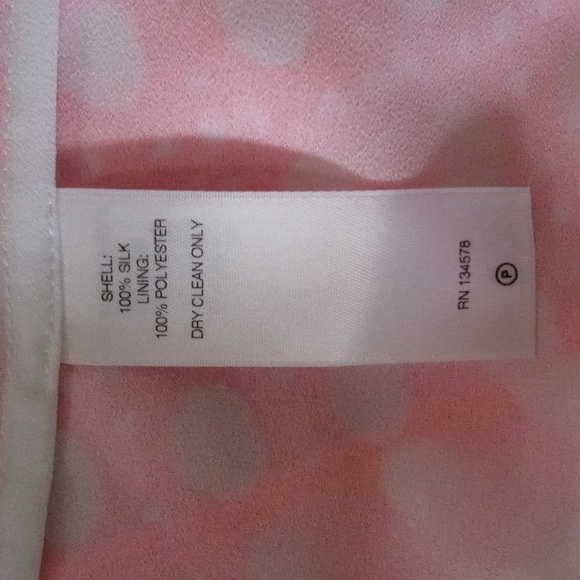 SHELL:
100% SILK
LINING:
100% POLYESTER
DRY CLEAN ONLY
RN 134578
P